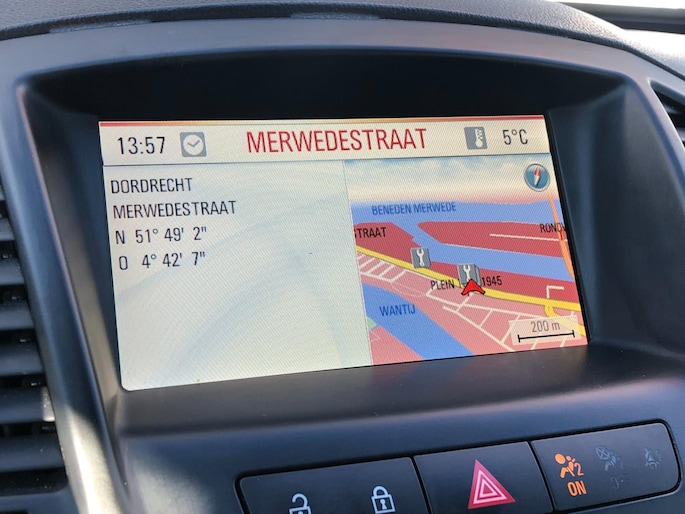 13:57 MERWEDESTRAAT 5°C
DORDRECHT
MERWEDESTRAAT
N 51° 49' 2"
O 4° 42' 7"
BENEDEN MERWEDE
STRAAT
PLEIN 1945
WANTIJ
200 m
2
ON